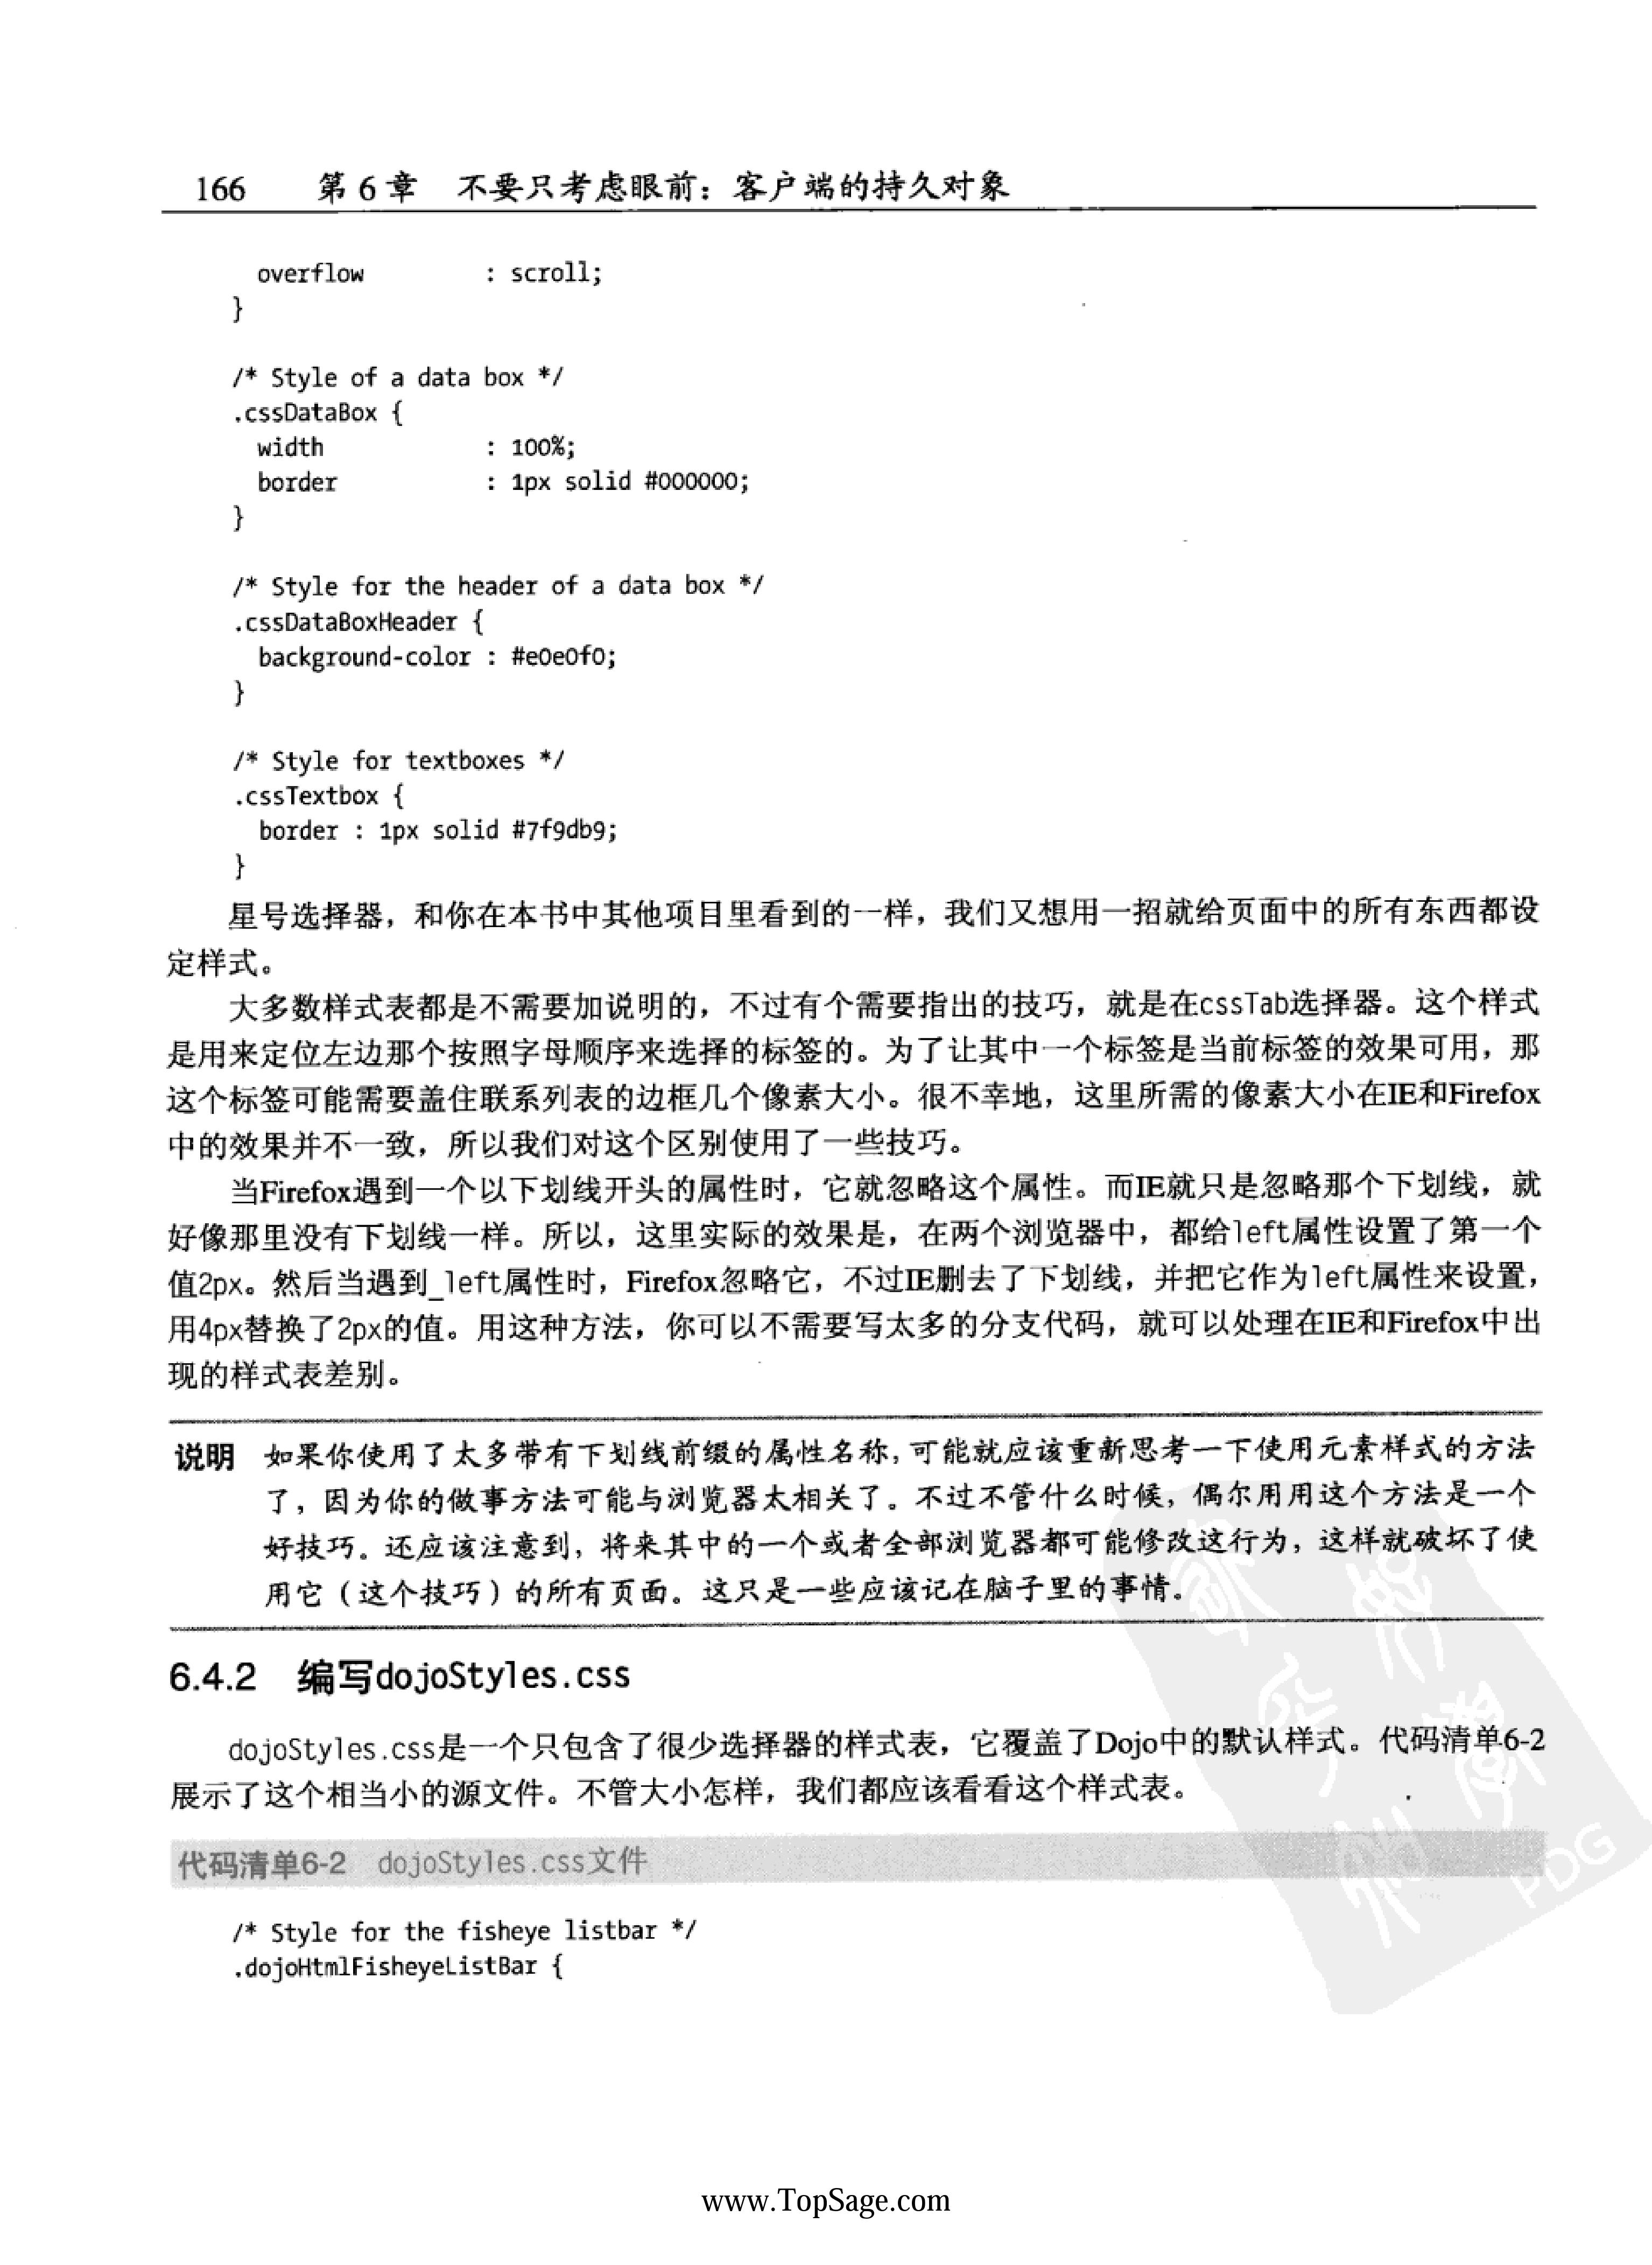 166 第6章 不要只考虑眼前：客户端的持久对象
overflow : scroll;
}
/* Style of a data box */
.cssDataBox {
width : 100%;
border : 1px solid #000000;
}
/* Style for the header of a data box */
.cssDataBoxHeader {
background-color : #e0e0f0;
}
/* Style for textboxes */
.cssTextbox {
border : 1px solid #7f9db9;
}
星号选择器，和你在本书中其他项目里看到的一样，我们又想用一招就给页面中的所有东西都设
定样式。
大多数样式表都是不需要加说明的，不过有个需要指出的技巧，就是在cssTab选择器。这个样式
是用来定位左边那个按照字母顺序来选择的标签的。为了让其中一个标签是当前标签的效果可用，那
这个标签可能需要盖住联系列表的边框几个像素大小。很不幸地，这里所需的像素大小在IE和Firefox
中的效果并不一致，所以我们对这个区别使用了一些技巧。
当Firefox遇到一个以下划线开头的属性时，它就忽略这个属性。而IE就只是忽略那个下划线，就
好像那里没有下划线一样。所以，这里实际的效果是，在两个浏览器中，都给left属性设置了第一个
值2px。然后当遇到_left属性时，Firefox忽略它，不过IE删去了下划线，并把它作为left属性来设置，
用4px替换了2px的值。用这种方法，你可以不需要写太多的分支代码，就可以处理在IE和Firefox中出
现的样式表差别。
说明 如果你使用了太多带有下划线前缀的属性名称，可能就应该重新思考一下使用元素样式的方法
了，因为你的做事方法可能与浏览器太相关了。不过不管什么时候，偶尔用用这个方法是一个
好技巧。还应该注意到，将来其中的一个或者全部浏览器都可能修改这行为，这样就破坏了使
用它（这个技巧）的所有页面。这只是一些应该记在脑子里的事情。
6.4.2 编写dojoStyles.css
dojoStyles.css是一个只包含了很少选择器的样式表，它覆盖了Dojo中的默认样式。代码清单6-2
展示了这个相当小的源文件。不管大小怎样，我们都应该看看这个样式表。
代码清单6-2 dojoStyles.css文件
PDG
/* Style for the fisheye listbar */
.dojoHtmlFisheyeListBar {
www.TopSage.com